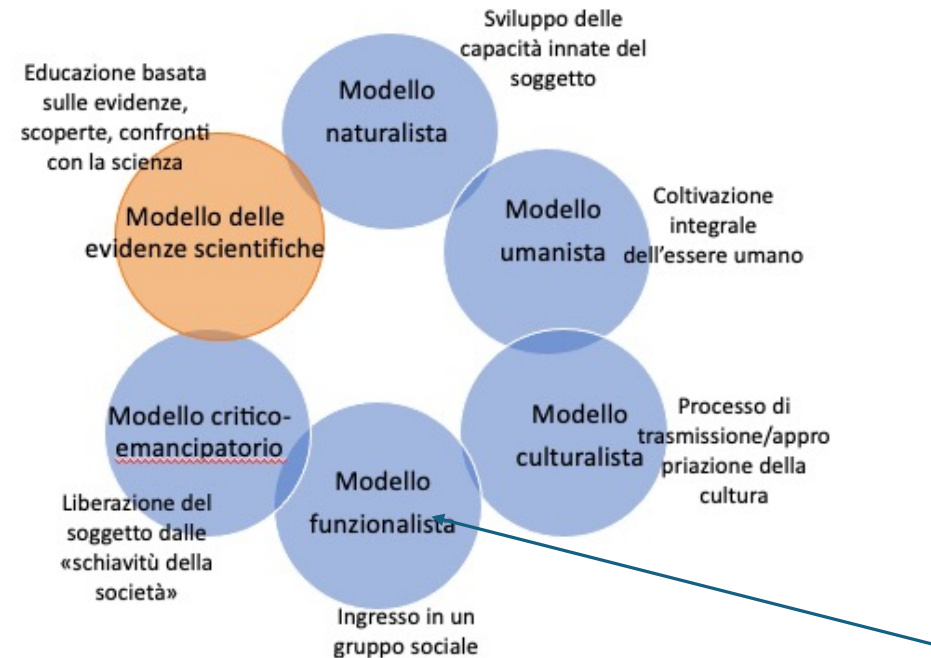 Sviluppo delle
capacità innate del
soggetto
Modello
naturalista
Educazione basata
sulle evidenze,
scoperte, confronti
con la scienza
Modello delle
evidenze scientifiche
Modello
umanista
Coltivazione
integrale
dell'essere umano
Modello
culturalista
Processo di
trasmissione/appro
priazione della
cultura
Modello critico-
emancipatorio
Liberazione del
soggetto dalle
«schiavitù della
società»
Modello
funzionalista
Ingresso in un
gruppo sociale